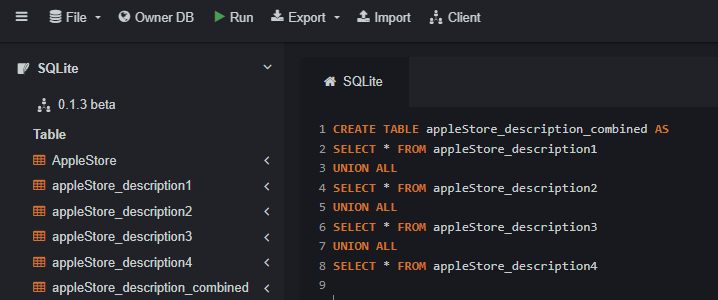 File Owner DB Run Export Import Client
SQLite
0.1.3 beta
Table
AppleStore
appleStore_description1
appleStore_description2
appleStore_description3
appleStore_description4
appleStore_description_combined
SQLite
1 CREATE TABLE appleStore_description_combined AS
2 SELECT * FROM appleStore_description1
3 UNION ALL
4 SELECT * FROM appleStore_description2
5 UNION ALL
6 SELECT * FROM appleStore_description3
7 UNION ALL
8 SELECT * FROM appleStore_description4
9